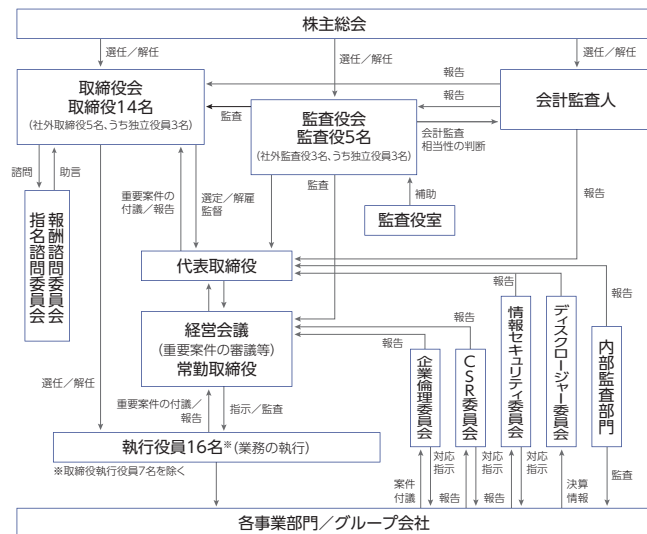 株主総会
選任／解任
選任／解任
選任／解任
取締役会
取締役14名
(社外取締役5名、うち独立役員3名)
監査
監査役会
監査役5名
(社外監査役3名、うち独立役員3名)
報告
報告
会計監査
相当性の判断
会計監査人
諮問
助言
重要案件の
付議／報告
選定／解雇
監督
監査
補助
監査役室
報告
報酬諮問委員会
指名諮問委員会
代表取締役
経営会議
(重要案件の審議等)
常勤取締役
報告
報告
報告
報告
企業倫理委員会
CSR委員会
情報セキュリティ委員会
ディスクロージャー委員会
内部監査部門
選任／解任
重要案件の付議／
報告
指示／監査
執行役員16名※(業務の執行)
※取締役執行役員7名を除く
案件
付議
対応
指示
報告
対応
指示
報告
対応
指示
決算
情報
監査
各事業部門／グループ会社